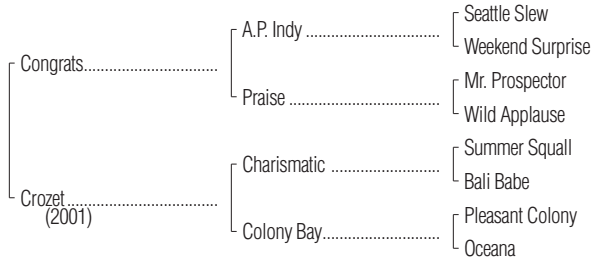 Seattle Slew
A.P. Indy
Weekend Surprise
Congrats
Mr. Prospector
Praise
Wild Applause
Summer Squall
Charismatic
Bali Babe
Crozet
(2001)
Pleasant Colony
Colony Bay
Oceana